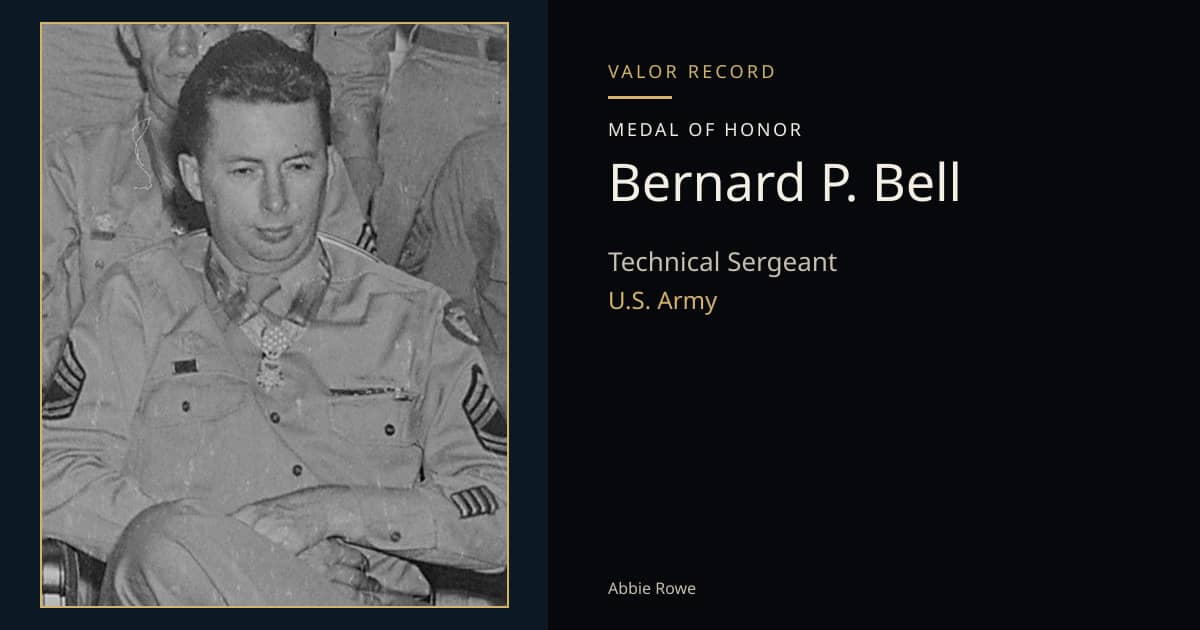 VALOR RECORD
MEDAL OF HONOR
Bernard P. Bell
Technical Sergeant
U.S. Army
Abbie Rowe